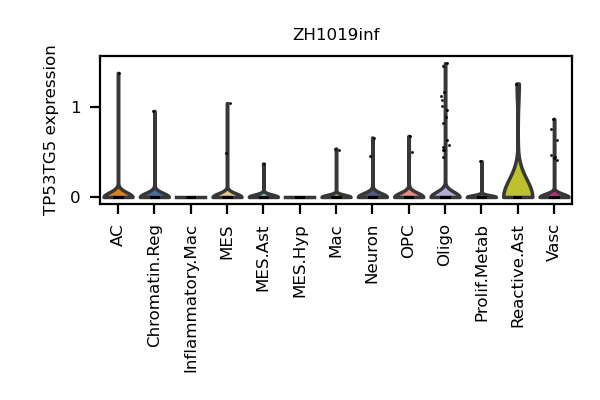 ZH1019inf
TP53TG5 expression
1
0
AC
Chromatin.Reg
Inflammatory.Mac
MES
MES.Ast
MES.Hyp
Mac
Neuron
OPC
Oligo
Prolif.Metab
Reactive.Ast
Vasc